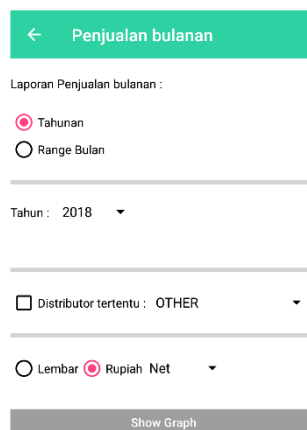 Penjualan bulanan
Laporan Penjualan bulanan :
Tahunan
Range Bulan
Tahun : 2018
Distributor tertentu : OTHER
Lembar Rupiah Net
Show Graph